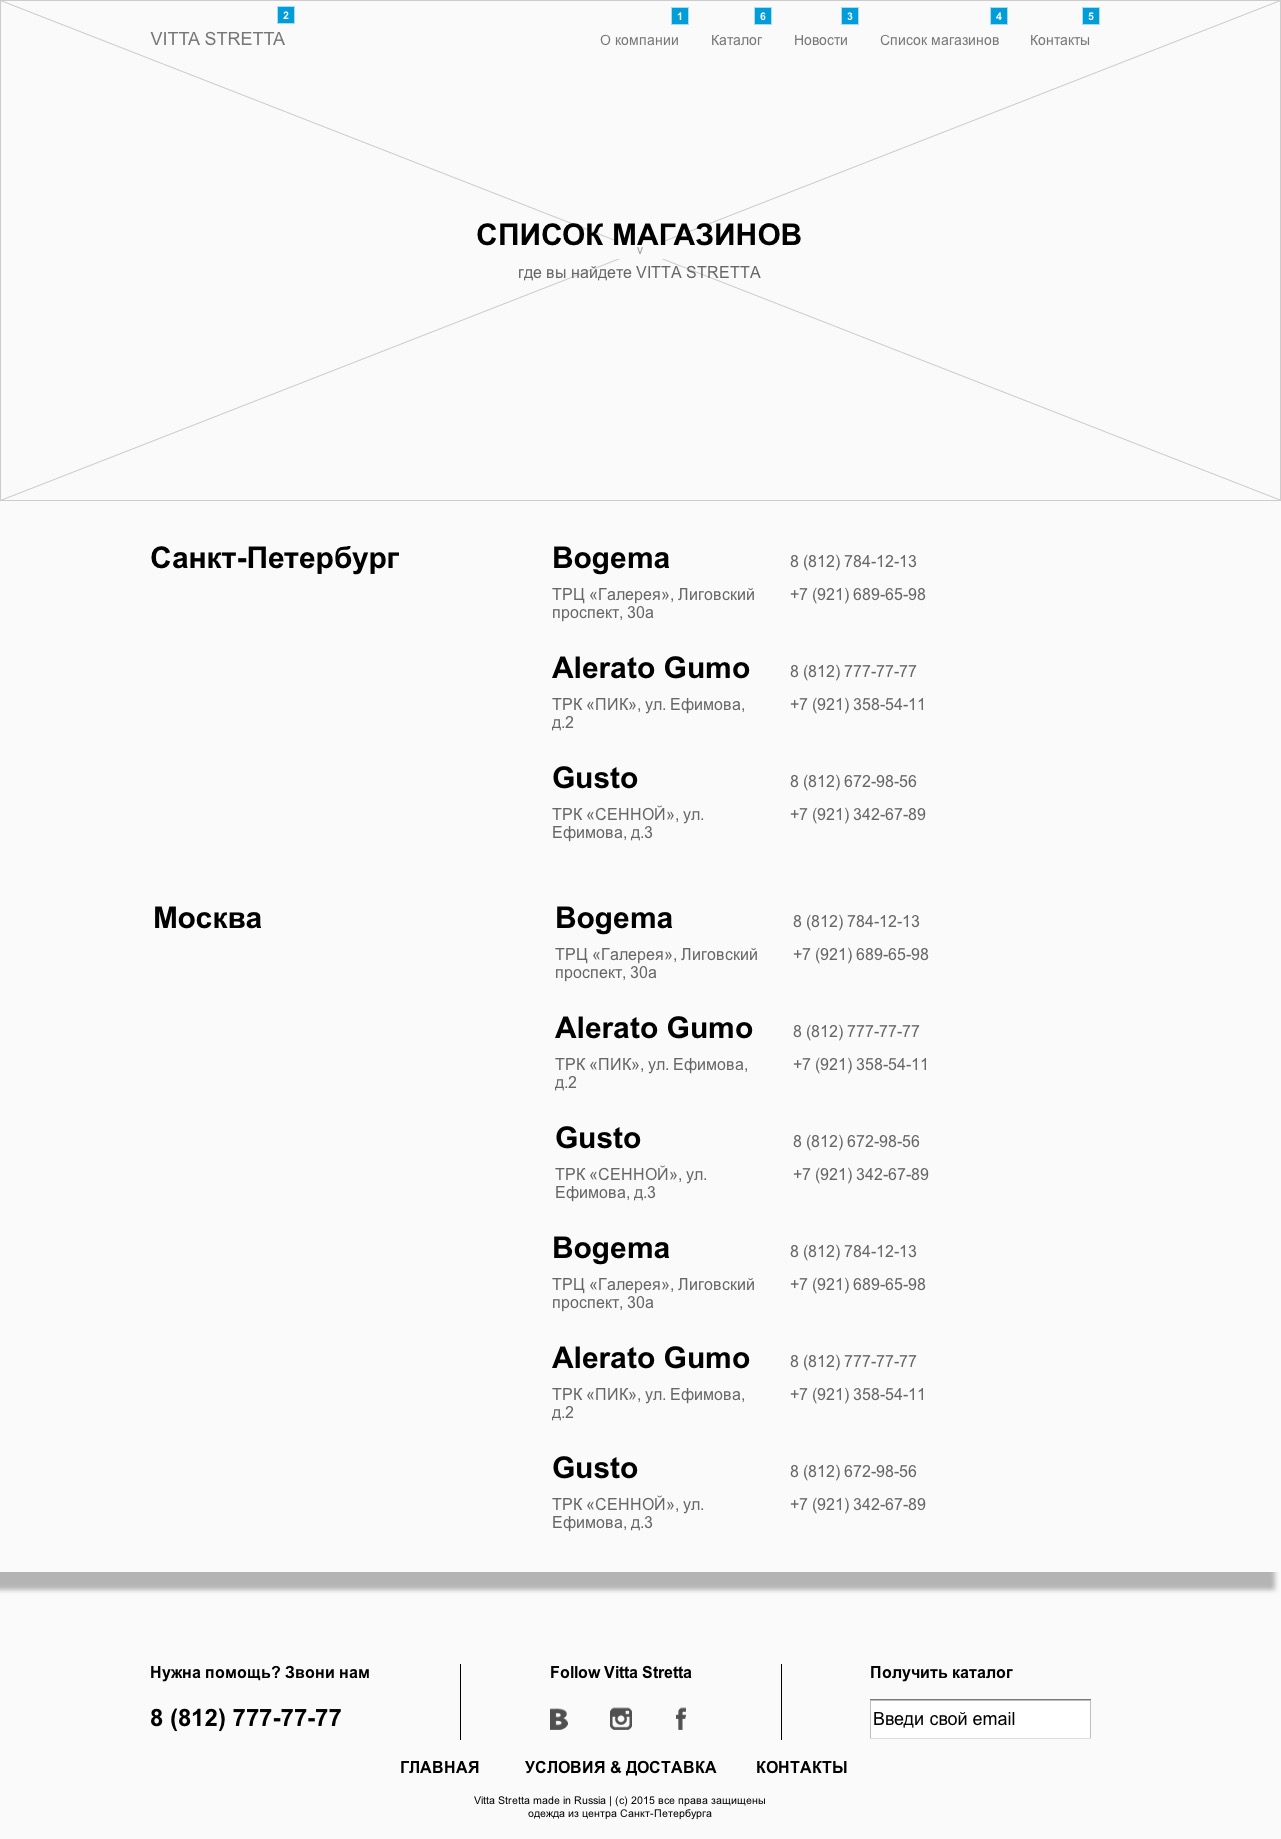 2
1
6
3
4
5
VITTA STRETTA
О компании
Каталог
Новости
Список магазинов
Контакты
СПИСОК МАГАЗИНОВ
v
где вы найдете VITTA STRETTA
Санкт-Петербург
Bogema
8 (812) 784-12-13
ТРЦ «Галерея», Лиговский
проспект, 30а
+7 (921) 689-65-98
Alerato Gumo
8 (812) 777-77-77
ТРК «ПИК», ул. Ефимова,
д.2
+7 (921) 358-54-11
Gusto
8 (812) 672-98-56
ТРК «СЕННОЙ», ул.
Ефимова, д.3
+7 (921) 342-67-89
Москва
Bogema
8 (812) 784-12-13
ТРЦ «Галерея», Лиговский
проспект, 30а
+7 (921) 689-65-98
Alerato Gumo
8 (812) 777-77-77
ТРК «ПИК», ул. Ефимова,
д.2
+7 (921) 358-54-11
Gusto
8 (812) 672-98-56
ТРК «СЕННОЙ», ул.
Ефимова, д.3
+7 (921) 342-67-89
Bogema
8 (812) 784-12-13
ТРЦ «Галерея», Лиговский
проспект, 30а
+7 (921) 689-65-98
Alerato Gumo
8 (812) 777-77-77
ТРК «ПИК», ул. Ефимова,
д.2
+7 (921) 358-54-11
Gusto
8 (812) 672-98-56
ТРК «СЕННОЙ», ул.
Ефимова, д.3
+7 (921) 342-67-89
Нужна помощь? Звони нам
8 (812) 777-77-77
Follow Vitta Stretta
Получить каталог
Введи свой email
ГЛАВНАЯ
УСЛОВИЯ & ДОСТАВКА
КОНТАКТЫ
Vitta Stretta made in Russia | (c) 2015 все права защищены
одежда из центра Санкт-Петербурга